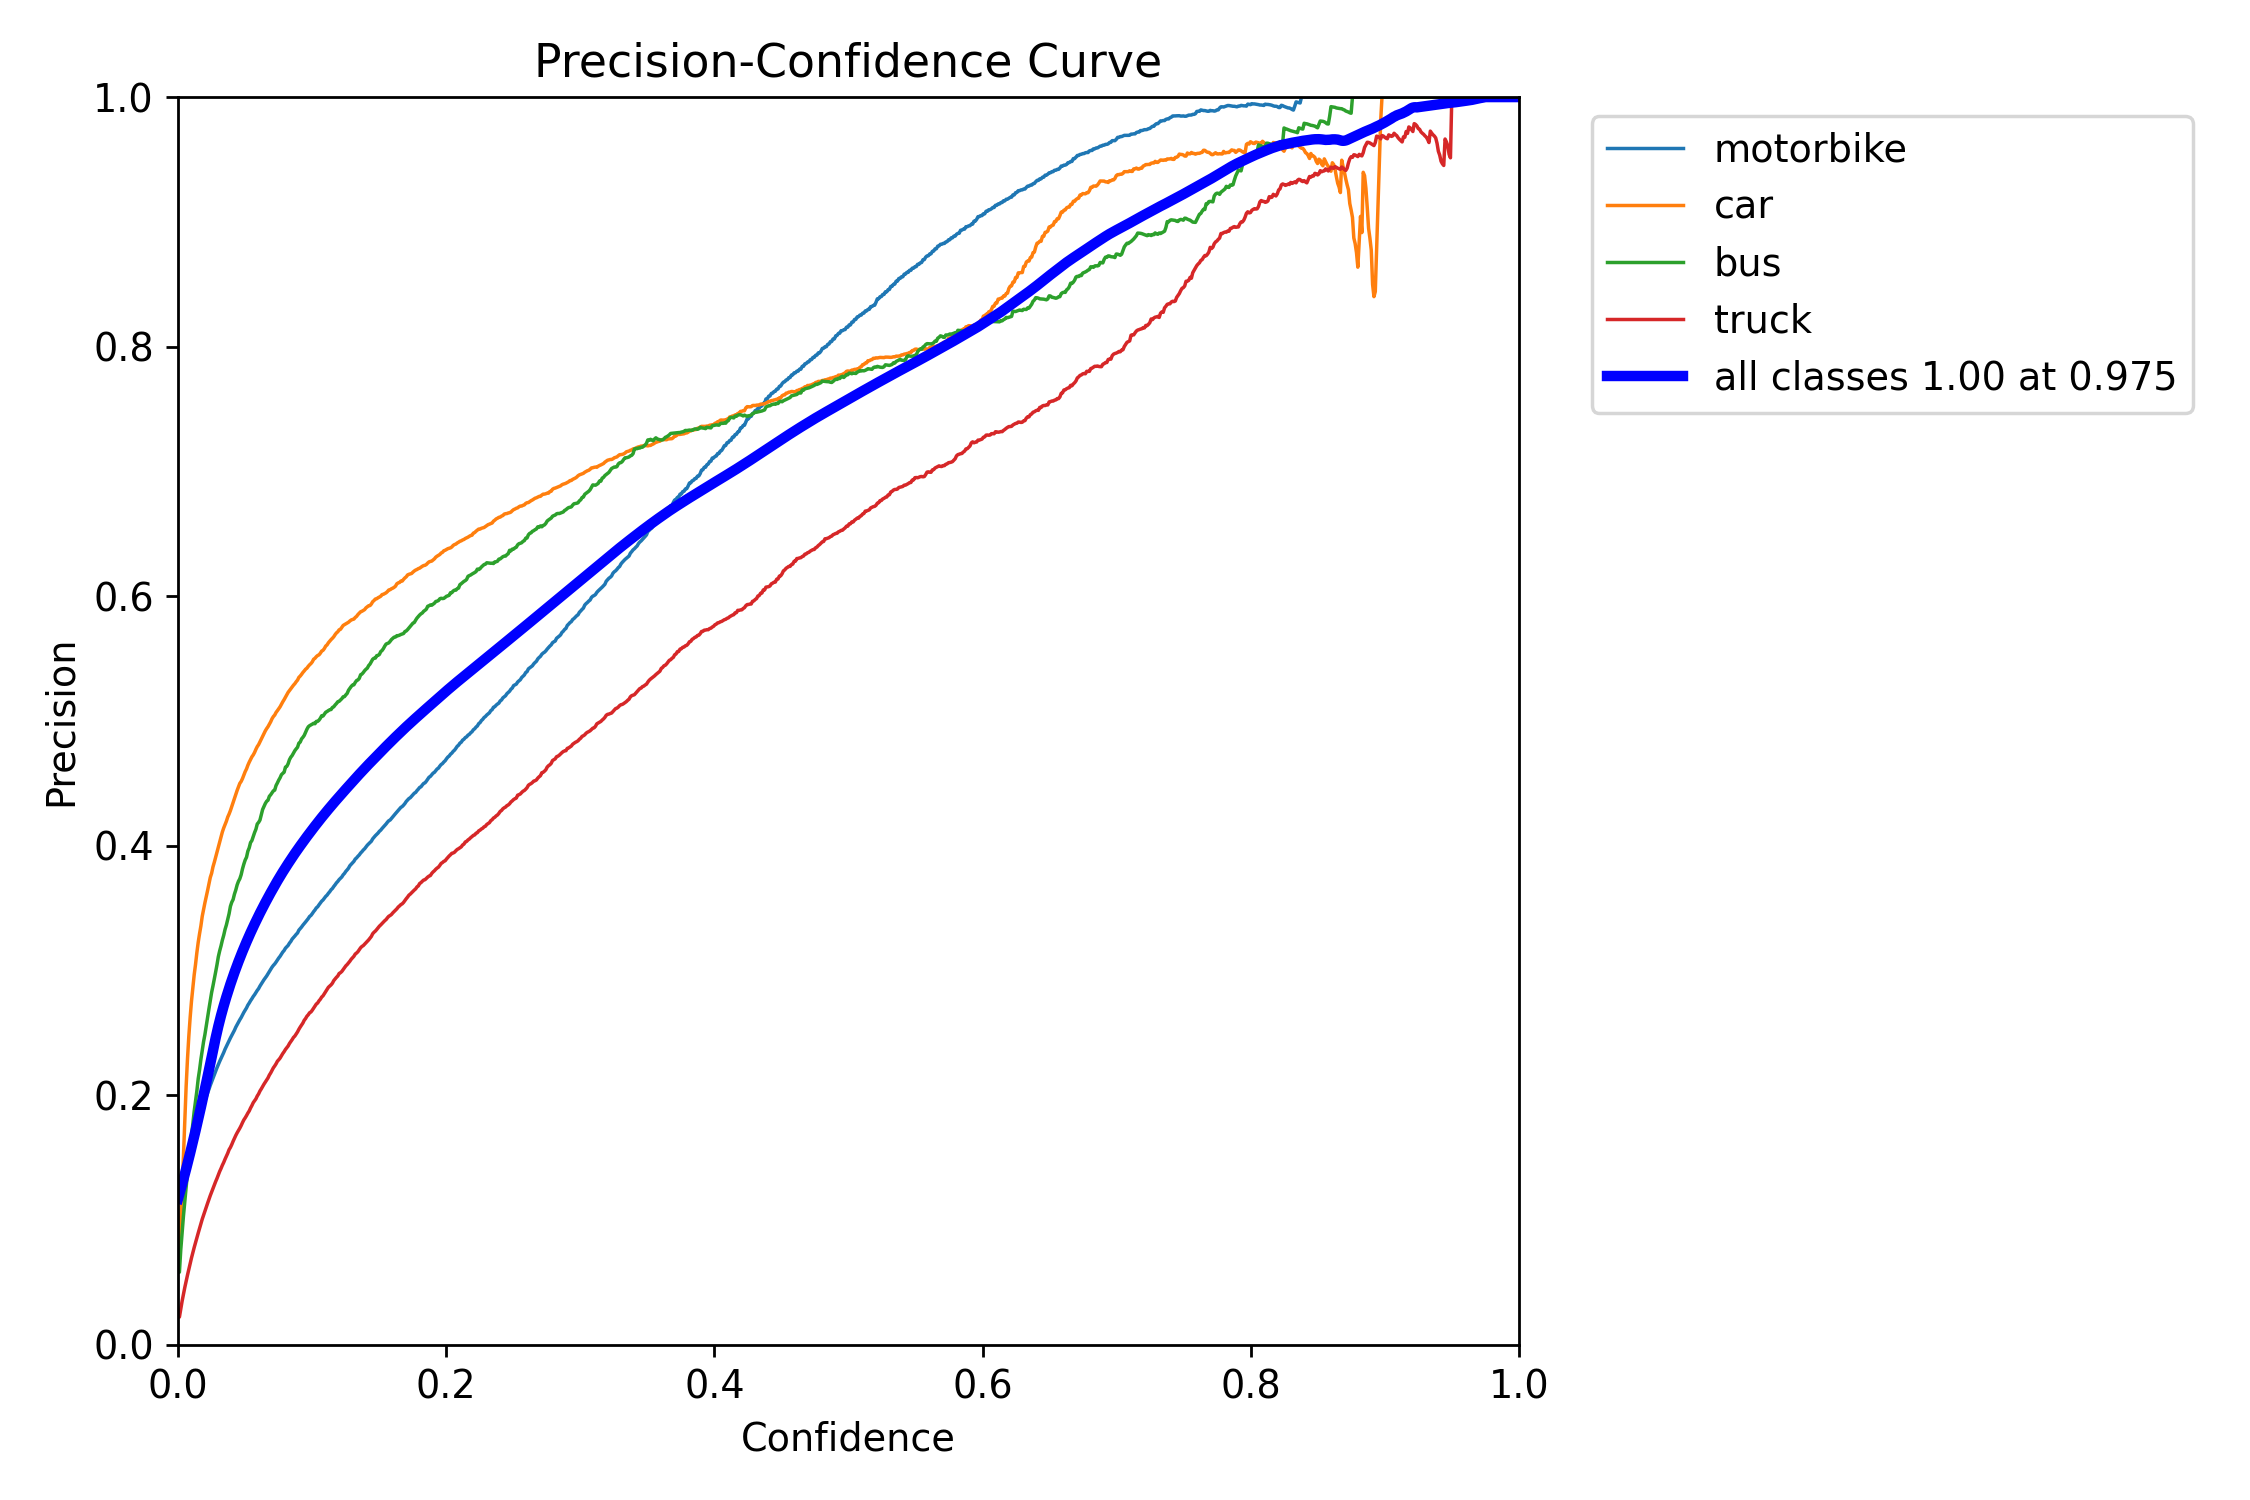 Precision-Confidence Curve
1.0
0.8
0.6
0.4
0.2
0.0
Precision
0.0 0.2 0.4 0.6 0.8 1.0
Confidence
motorbike
car
bus
truck
all classes 1.00 at 0.975